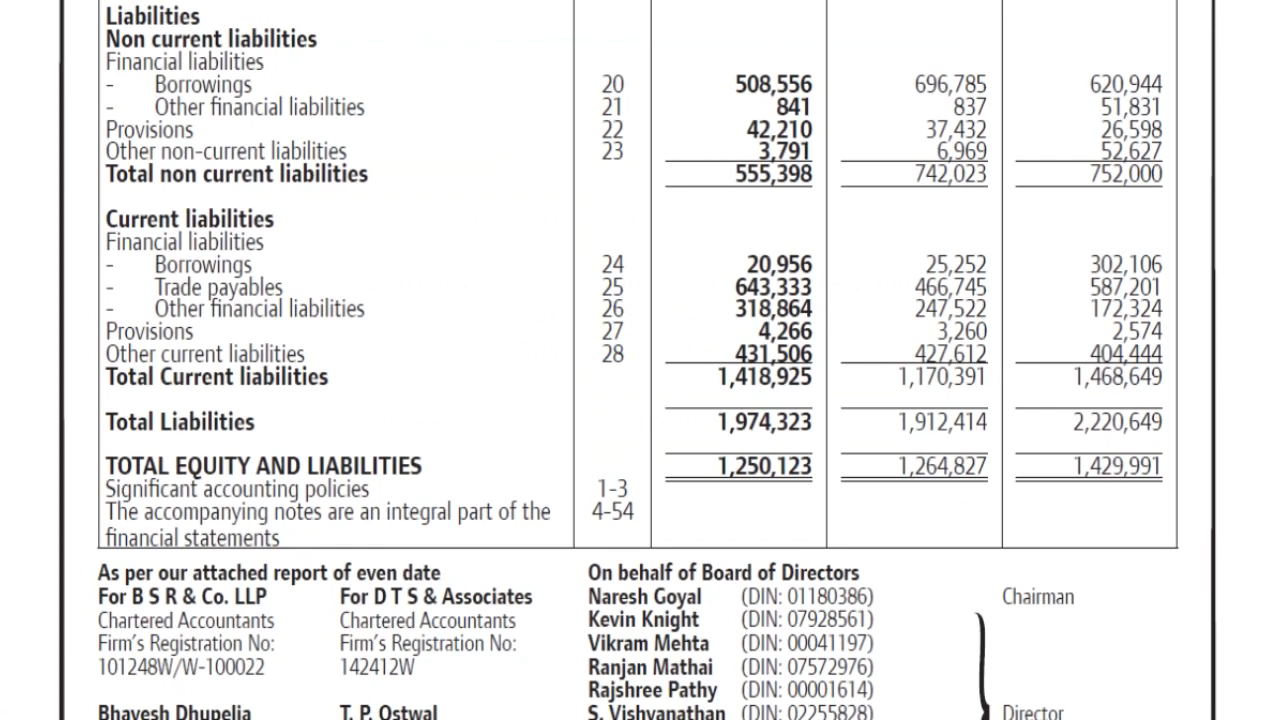 Liabilities
Non current liabilities
Financial liabilities
- Borrowings 20 508,556 696,785 620,944
- Other financial liabilities 21 841 837 51,831
Provisions 22 42,210 37,432 26,598
Other non-current liabilities 23 3,791 6,969 52,627
Total non current liabilities 555,398 742,023 752,000
Current liabilities
Financial liabilities
- Borrowings 24 20,956 25,252 302,106
- Trade payables 25 643,333 466,745 587,201
- Other financial liabilities 26 318,864 247,522 172,324
Provisions 27 4,266 3,260 2,574
Other current liabilities 28 431,506 427,612 404,444
Total Current liabilities 1,418,925 1,170,391 1,468,649
Total Liabilities 1,974,323 1,912,414 2,220,649
TOTAL EQUITY AND LIABILITIES 1,250,123 1,264,827 1,429,991
Significant accounting policies 1-3
The accompanying notes are an integral part of the 4-54
financial statements
As per our attached report of even date On behalf of Board of Directors
For B S R & Co. LLP For D T S & Associates Naresh Goyal (DIN: 01180386) Chairman
Chartered Accountants Chartered Accountants Kevin Knight (DIN: 07928561)
Firm's Registration No: Firm's Registration No: Vikram Mehta (DIN: 00041197)
101248W/W-100022 142412W Ranjan Mathai (DIN: 07572976)
Rajshree Pathy (DIN: 00001614)
Bhavesh Dhupelia T. P. Ostwal S. Vishvanathan (DIN: 02255828) Director